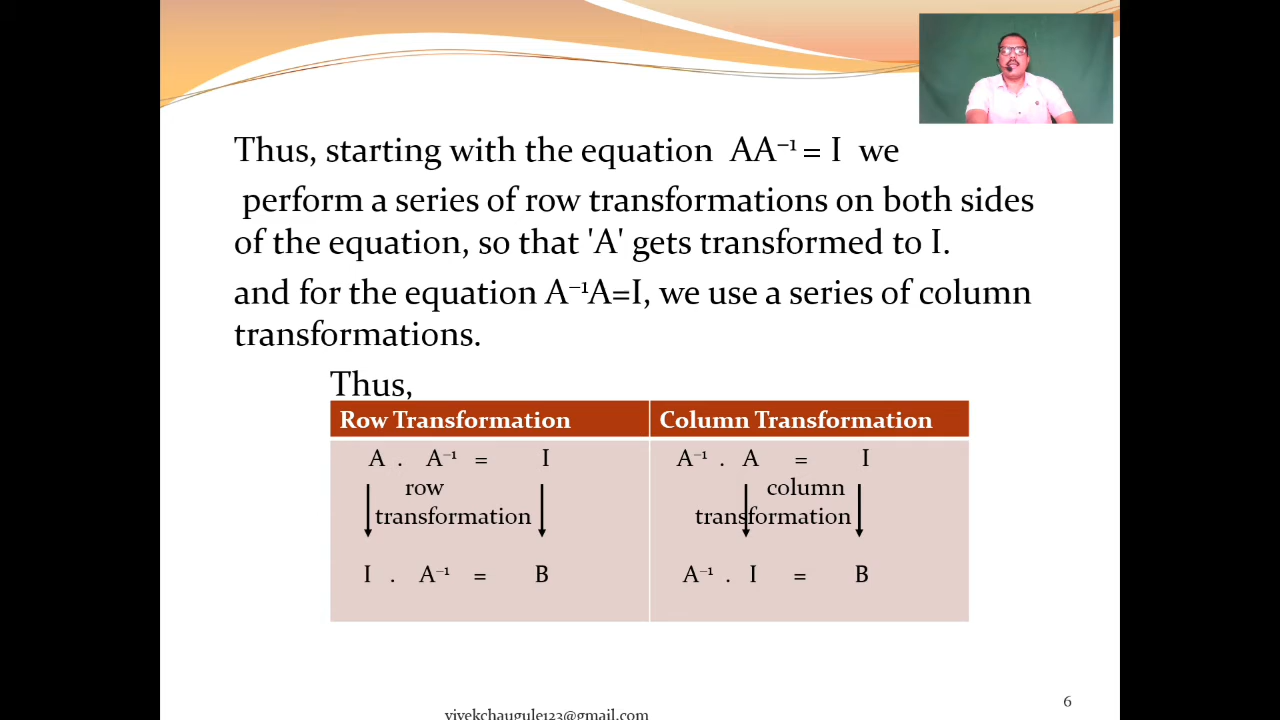 Thus, starting with the equation AA⁻¹ = I we
perform a series of row transformations on both sides
of the equation, so that 'A' gets transformed to I.
and for the equation A⁻¹A=I, we use a series of column
transformations.
Thus,
Row Transformation
A . A⁻¹ = I
row
transformation
I . A⁻¹ = B
Column Transformation
A⁻¹ . A = I
column
transformation
A⁻¹ . I = B
vivekchaugule123@gmail.com
6